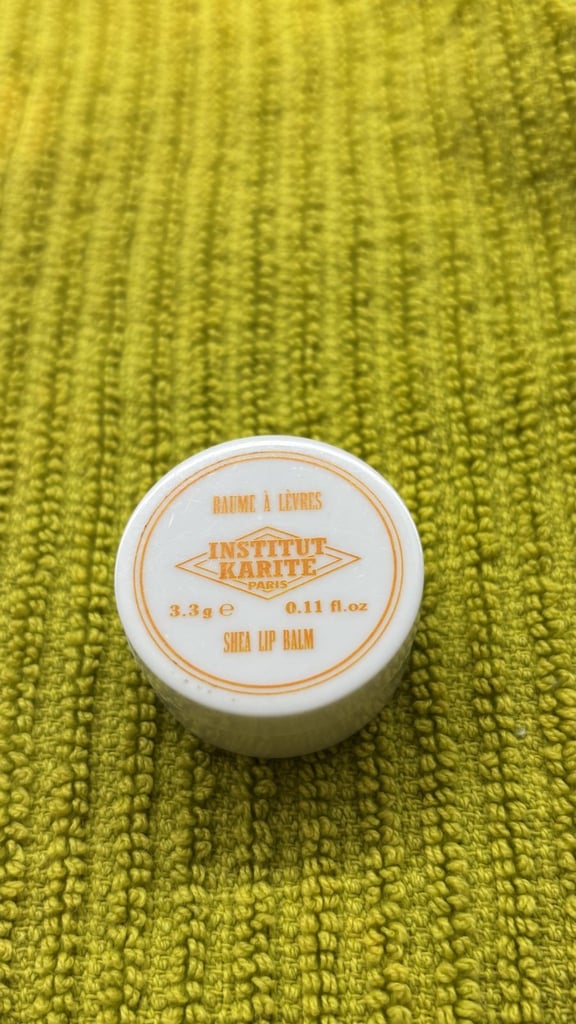 BAUME À LÈVRES
INSTITUT
KARITE
PARIS
3.3g ℮ 0.11 fl.oz
SHEA LIP BALM